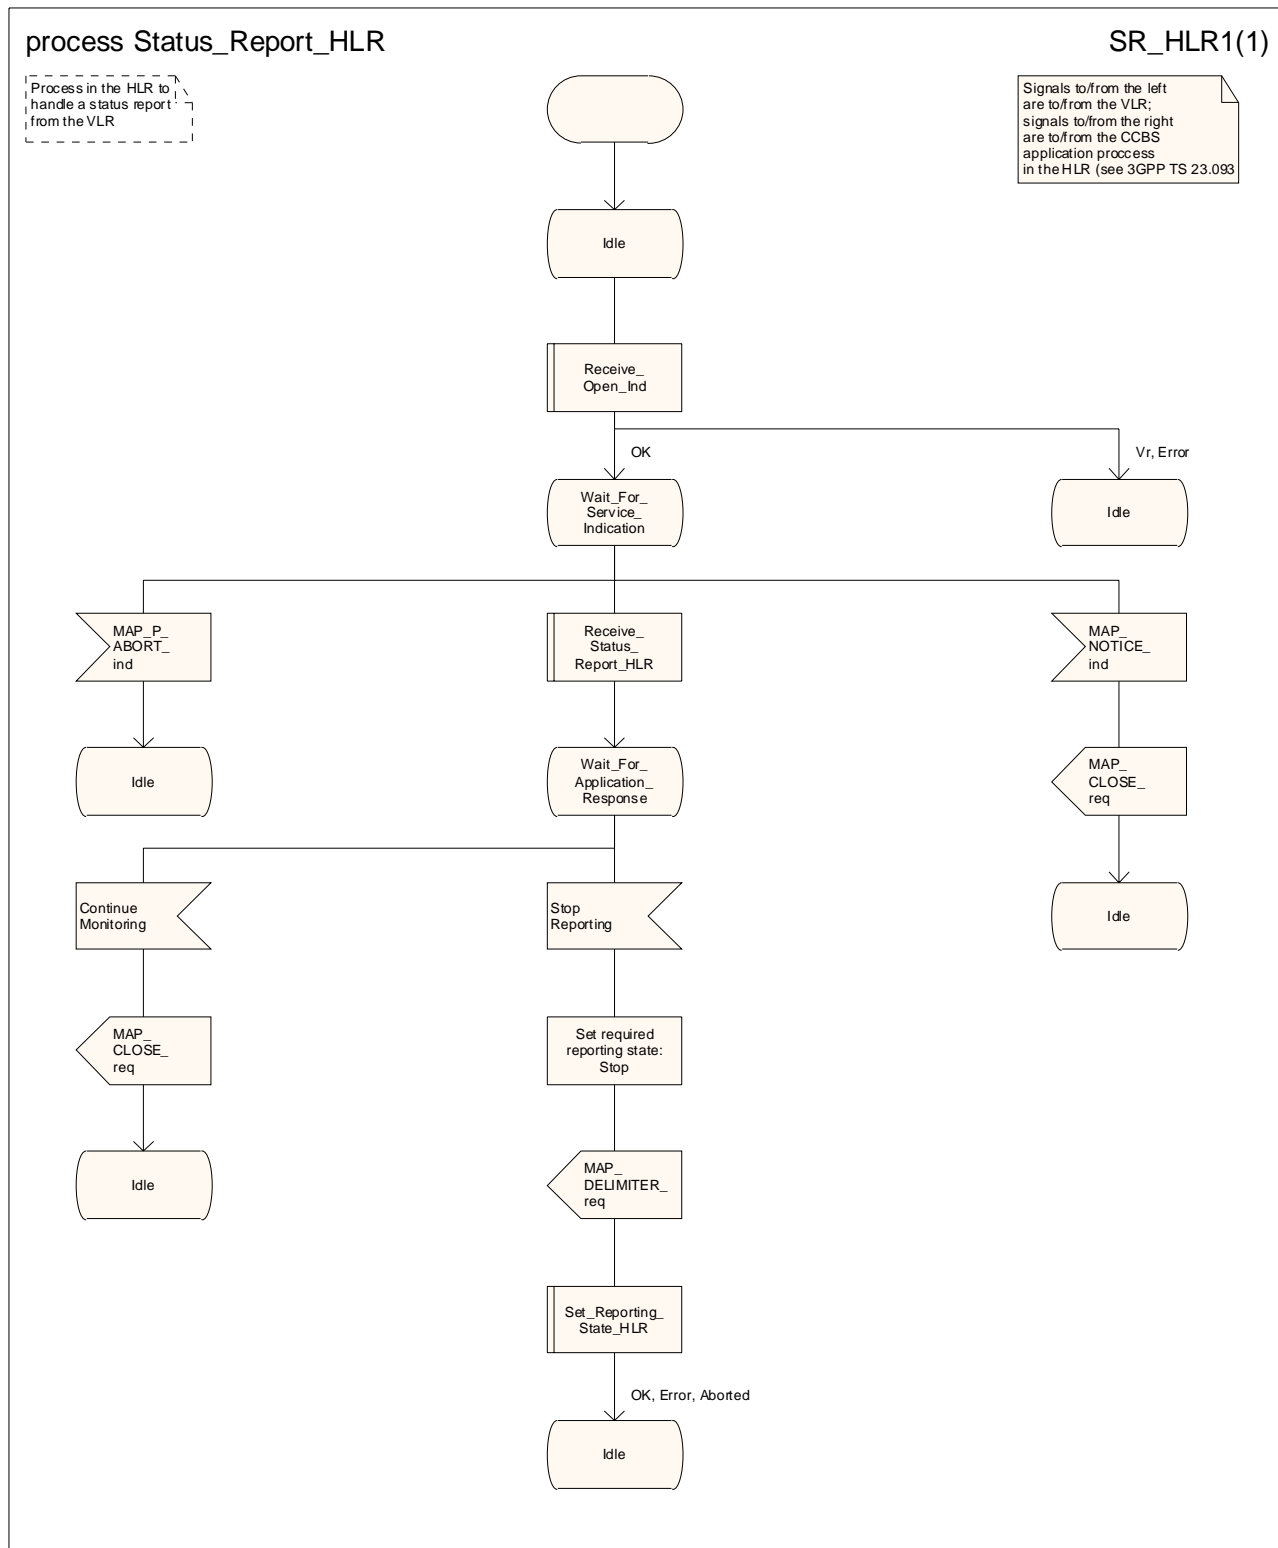 process Status_Report_HLR
SR_HLR1(1)
Process in the HLR to
handle a status report
from the VLR
Signals to/from the left
are to/from the VLR;
signals to/from the right
are to/from the CCBS
application proccess
in the HLR (see 3GPP TS 23.093
Idle
Receive_
Open_Ind
OK
Vr, Error
Wait_For_
Service_
Indication
Idle
MAP_P_
ABORT_
ind
Receive_
Status_
Report_HLR
MAP_
NOTICE_
ind
Idle
Wait_For_
Application_
Response
MAP_
CLOSE_
req
Continue
Monitoring
Stop
Reporting
Idle
MAP_
CLOSE_
req
Set required
reporting state:
Stop
Idle
MAP_
DELIMITER_
req
Set_Reporting_
State_HLR
OK, Error, Aborted
Idle